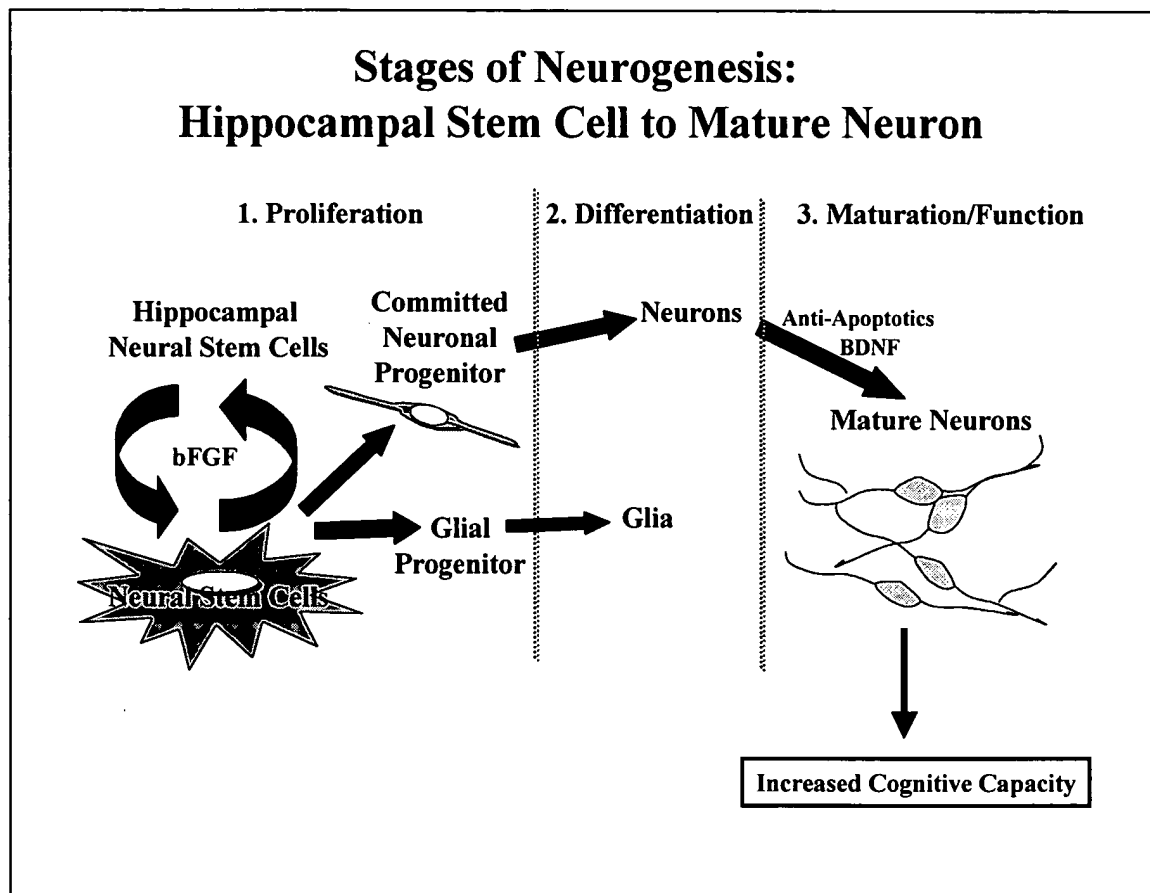 Stages of Neurogenesis:
Hippocampal Stem Cell to Mature Neuron
1. Proliferation
2. Differentiation
3. Maturation/Function
Hippocampal
Neural Stem Cells
Committed
Neuronal
Progenitor
Neurons
Anti-Apoptotics
BDNF
Mature Neurons
bFGF
Glial
Progenitor
Glia
Neural Stem Cells
Increased Cognitive Capacity